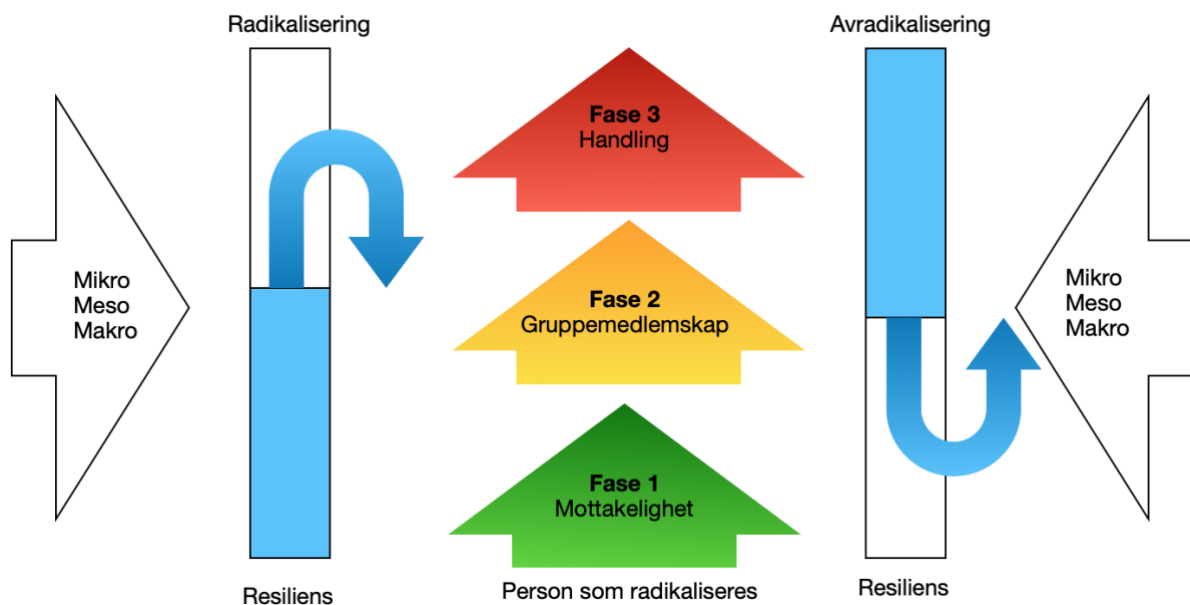 Radikalisering
Avradikalisering
Fase 3
Handling
Mikro
Meso
Makro
Fase 2
Gruppemedlemskap
Mikro
Meso
Makro
Fase 1
Mottakelighet
Resiliens
Person som radikaliseres
Resiliens